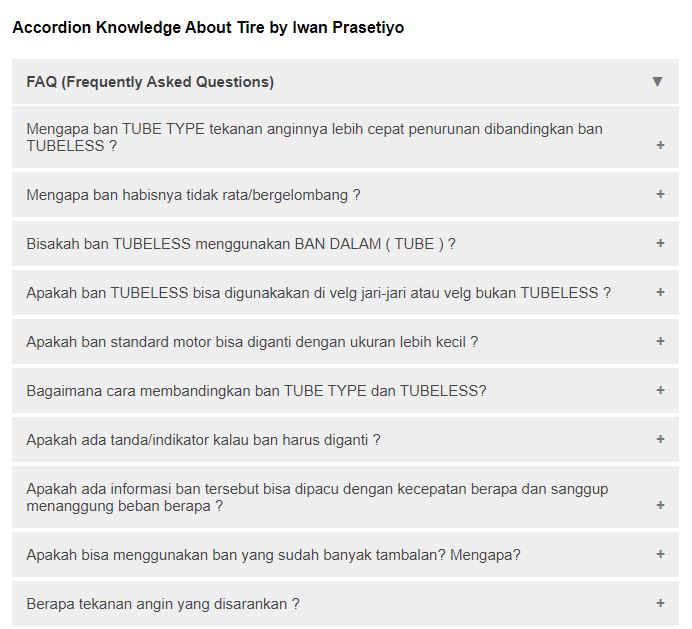 Accordion Knowledge About Tire by Iwan Prasetiyo
FAQ (Frequently Asked Questions)
Mengapa ban TUBE TYPE tekanan anginnya lebih cepat penurunan dibandingkan ban
TUBELESS ?
Mengapa ban habisnya tidak rata/bergelombang ?
Bisakah ban TUBELESS menggunakan BAN DALAM ( TUBE ) ?
Apakah ban TUBELESS bisa digunakakan di velg jari-jari atau velg bukan TUBELESS ?
Apakah ban standard motor bisa diganti dengan ukuran lebih kecil ?
Bagaimana cara membandingkan ban TUBE TYPE dan TUBELESS?
Apakah ada tanda/indikator kalau ban harus diganti ?
Apakah ada informasi ban tersebut bisa dipacu dengan kecepatan berapa dan sanggup
menanggung beban berapa ?
Apakah bisa menggunakan ban yang sudah banyak tambalan? Mengapa?
Berapa tekanan angin yang disarankan ?